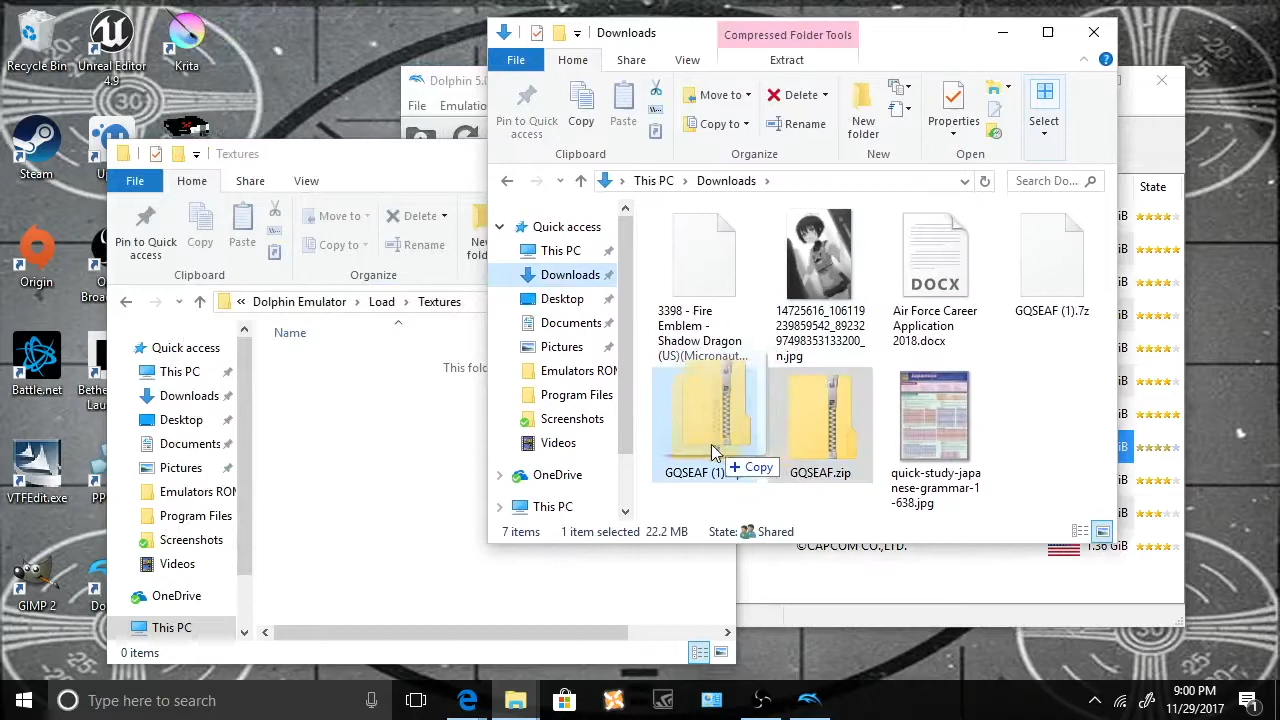 Recycle Bin
Unreal Editor
4.9
Krita
Steam
Origin
Battle.net
VTFEdit.exe
GIMP 2
Dolphin 5.
File
Emulation
State
©CAPCOM CO.,LTD.
1.36 GiB
Textures
File
Home
Share
View
Pin to Quick
access
Copy
Paste
Move to
Copy to
Delete
Rename
Clipboard
Organize
« Dolphin Emulator > Load > Textures
Quick access
This PC
Downloads
Desktop
Documents
Pictures
Emulators ROM
Program Files
Screenshots
Videos
OneDrive
This PC
Name
0 items
Downloads
Compressed Folder Tools
File
Home
Share
View
Extract
Pin to Quick
access
Copy
Paste
Move to
Copy to
Delete
Rename
New
folder
Properties
Select
Clipboard
Organize
New
Open
This PC > Downloads >
Search Do...
Quick access
This PC
Downloads
Desktop
Documents
Pictures
Emulators ROM
Program Files
Screenshots
Videos
OneDrive
This PC
3398 - Fire
Emblem -
Shadow Dragon
(US)(Micronaut...
14725616_106119
239859542_89232
97498353133200_
n.jpg
Air Force Career
Application
2018.docx
DOCX
GQSEAF (1).7z
+ Copy
GQSEAF.zip
quick-study-japa
nese-grammar-1
-638.jpg
7 items
1 item selected 22.2 MB
State:
Shared
Type here to search
9:00 PM
11/29/2017
1